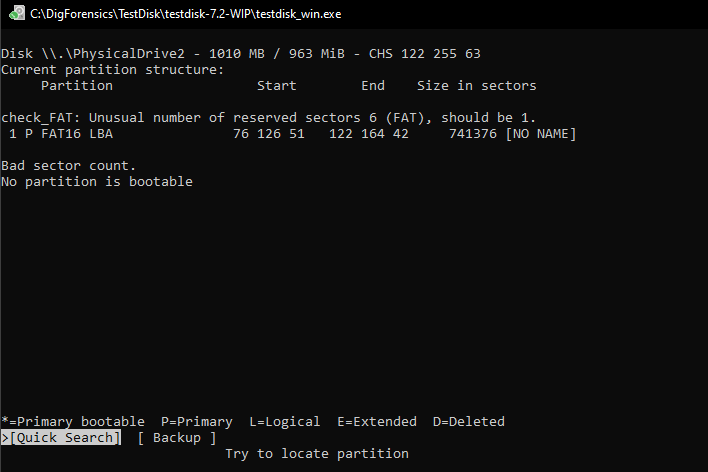 C:\DigForensics\TestDisk\testdisk-7.2-WIP\testdisk_win.exe
Disk \\.\PhysicalDrive2 - 1010 MB / 963 MiB - CHS 122 255 63
Current partition structure:
     Partition                  Start        End    Size in sectors
check_FAT: Unusual number of reserved sectors 6 (FAT), should be 1.
 1 P FAT16 LBA               76 126 51   122 164 42     741376 [NO NAME]
Bad sector count.
No partition is bootable
*=Primary bootable  P=Primary  L=Logical  E=Extended  D=Deleted
>[Quick Search]  [ Backup ]
                            Try to locate partition